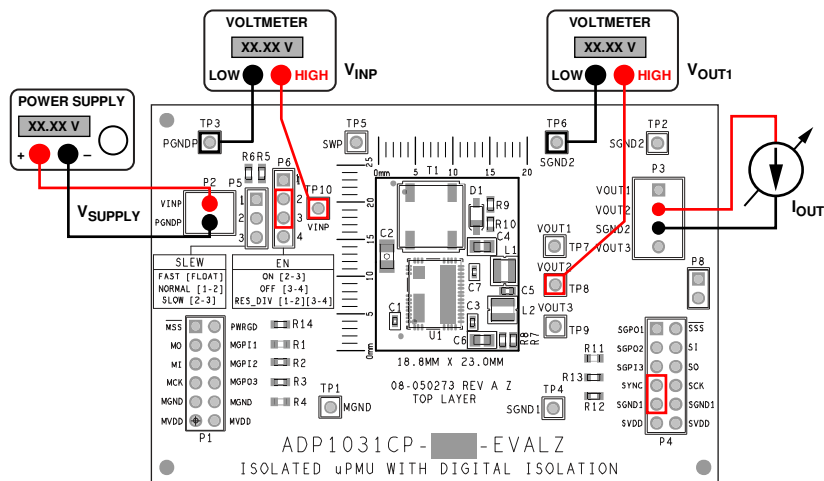 VOLTMETER
XX.XX V
LOW HIGH
VINP
VOLTMETER
XX.XX V
LOW HIGH
VOUT1
POWER SUPPLY
XX.XX V
+ −
VSUPPLY
IOUT
TP3
PGNDP
TP5
SWP
TP6
SGND2
TP2
SGND2
R6 R5
P6
1
2
3
4
P5
1
2
3
P2
VINP
PGNDP
TP10
VINP
0mm 5 10 15 20
25
20
15
10
5
0mm
T1
D1
R9
R10
C4
C2
L1
C7
C5
L2
C3
C1
U1
C6
R8
R7
P3
VOUT1
VOUT2
SGND2
VOUT3
VOUT1
TP7
VOUT2
TP8
VOUT3
TP9
P8
SLEW
FAST [FLOAT]
NORMAL [1-2]
SLOW [2-3]
EN
ON [2-3]
OFF [3-4]
RES_DIV [1-2][3-4]
MSS PWRGD R14
MO MGPI1 R1
MI MGPI2 R2
MCK MGPO3 R3
MGND MGND R4
MVDD MVDD
P1
TP1
MGND
18.8MM X 23.0MM
08-050273 REV A Z
TOP LAYER
TP4
SGND1
R11
R13
R12
SGPO1 SSS
SGPO2 SI
SGPI3 SO
SYNC SCK
SGND1 SGND1
SVDD SVDD
P4
ADP1031CP- -EVALZ
ISOLATED uPMU WITH DIGITAL ISOLATION